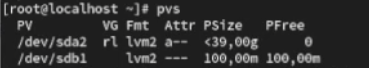 [root@localhost ~]# pvs
PV VG Fmt Attr PSize PFree
/dev/sda2 rl lvm2 a-- <39,00g 0
/dev/sdb1 lvm2 --- 100,00m 100,00m